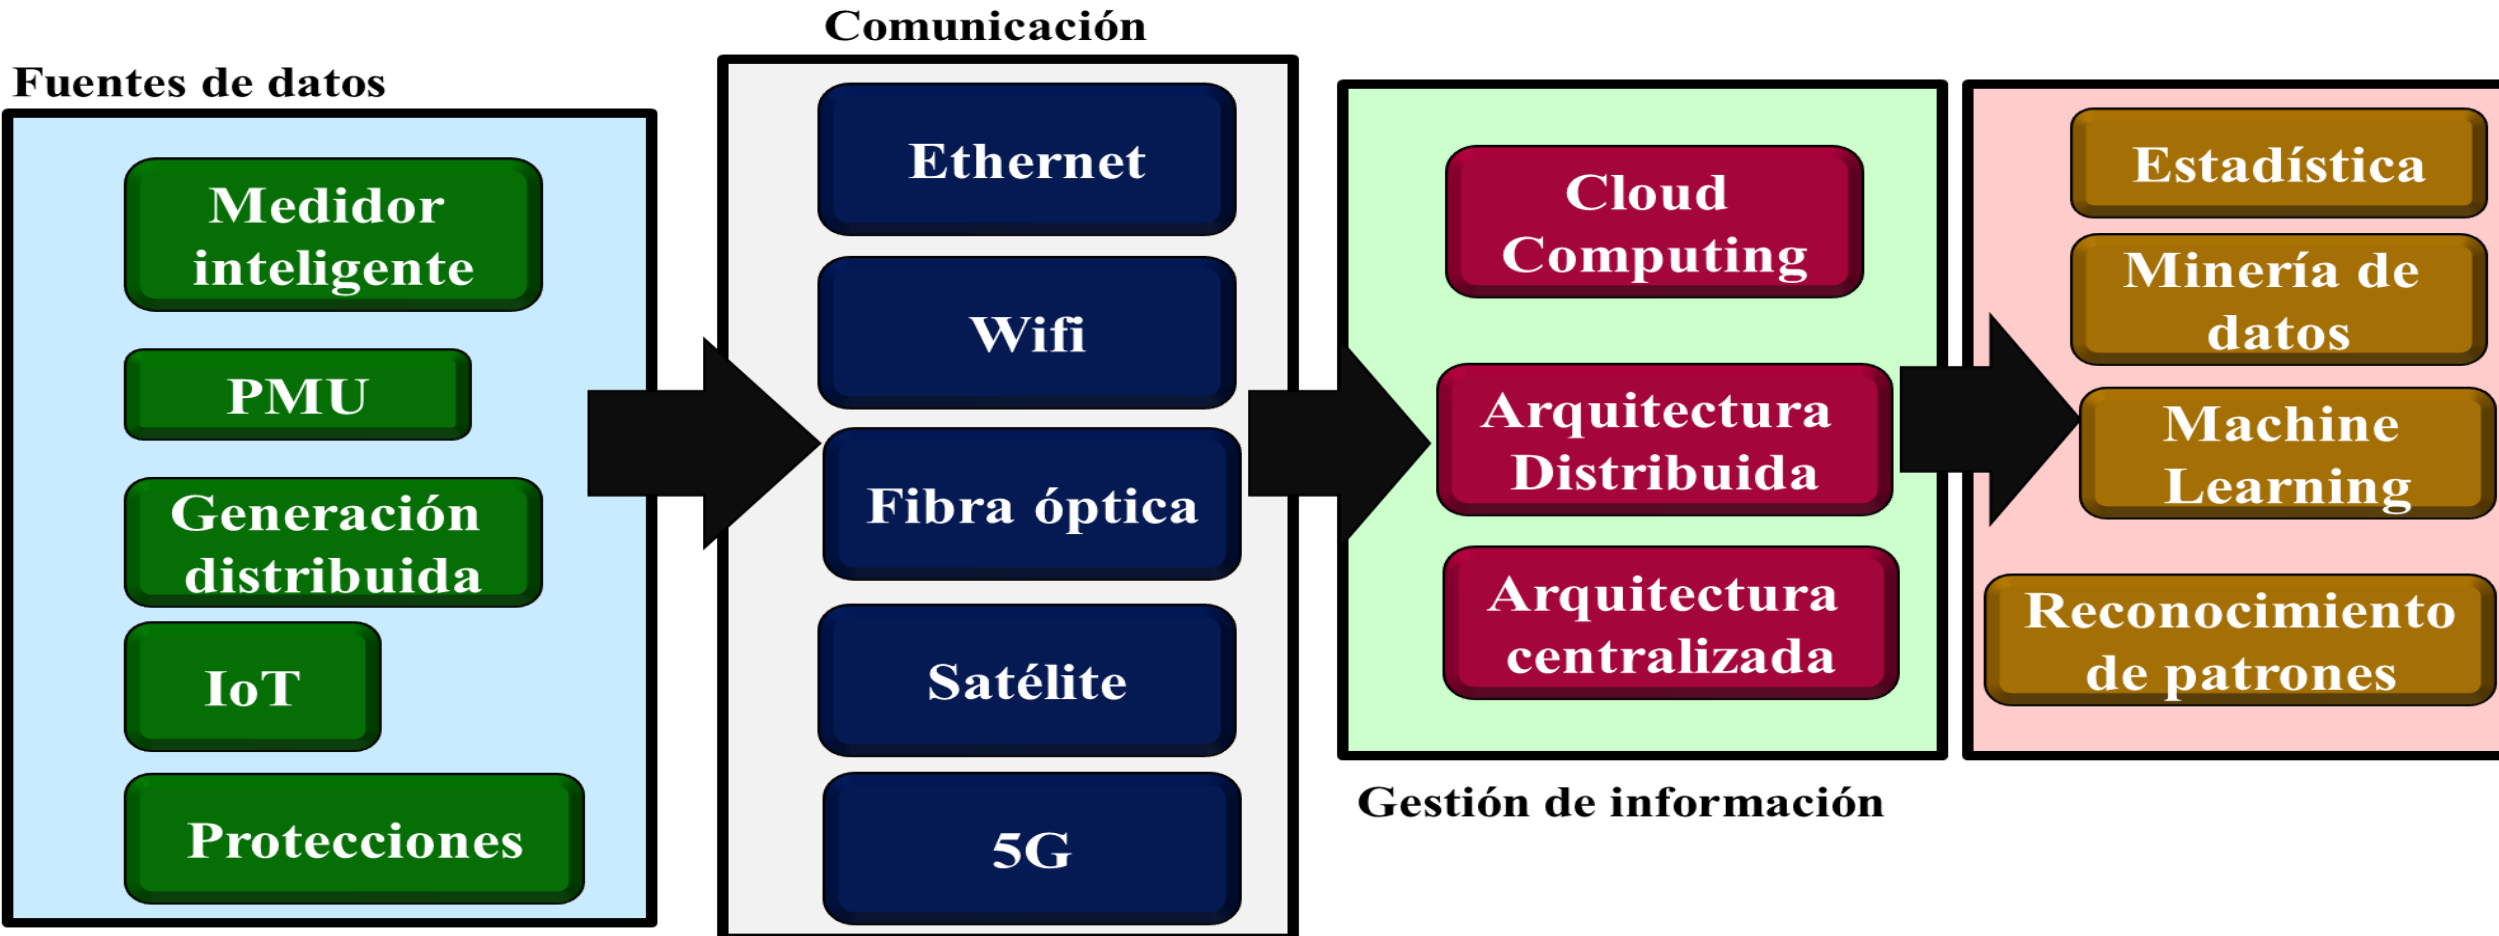 Fuentes de datos
Medidor
inteligente
PMU
Generación
distribuida
IoT
Protecciones
Comunicación
Ethernet
Wifi
Fibra óptica
Satélite
5G
Cloud
Computing
Arquitectura
Distribuida
Arquitectura
centralizada
Gestión de información
Estadística
Minería de
datos
Machine
Learning
Reconocimiento
de patrones